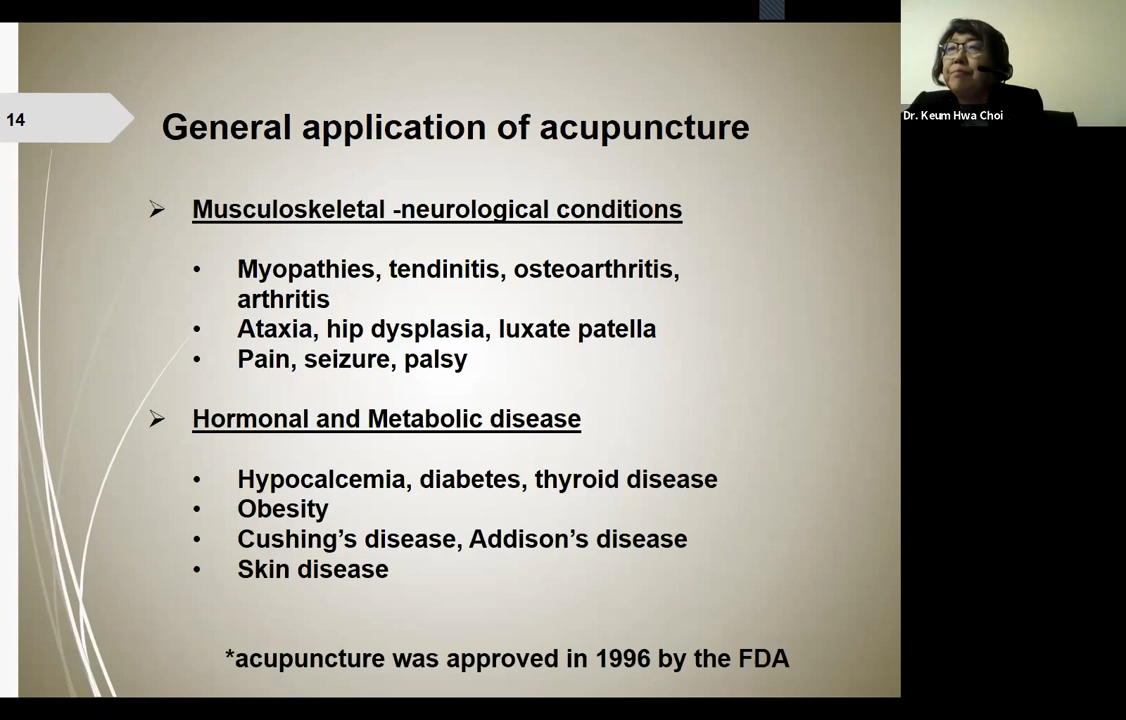 14
General application of acupuncture
Musculoskeletal -neurological conditions
Myopathies, tendinitis, osteoarthritis,
arthritis
Ataxia, hip dysplasia, luxate patella
Pain, seizure, palsy
Hormonal and Metabolic disease
Hypocalcemia, diabetes, thyroid disease
Obesity
Cushing’s disease, Addison’s disease
Skin disease
*acupuncture was approved in 1996 by the FDA
Dr. Keum Hwa Choi